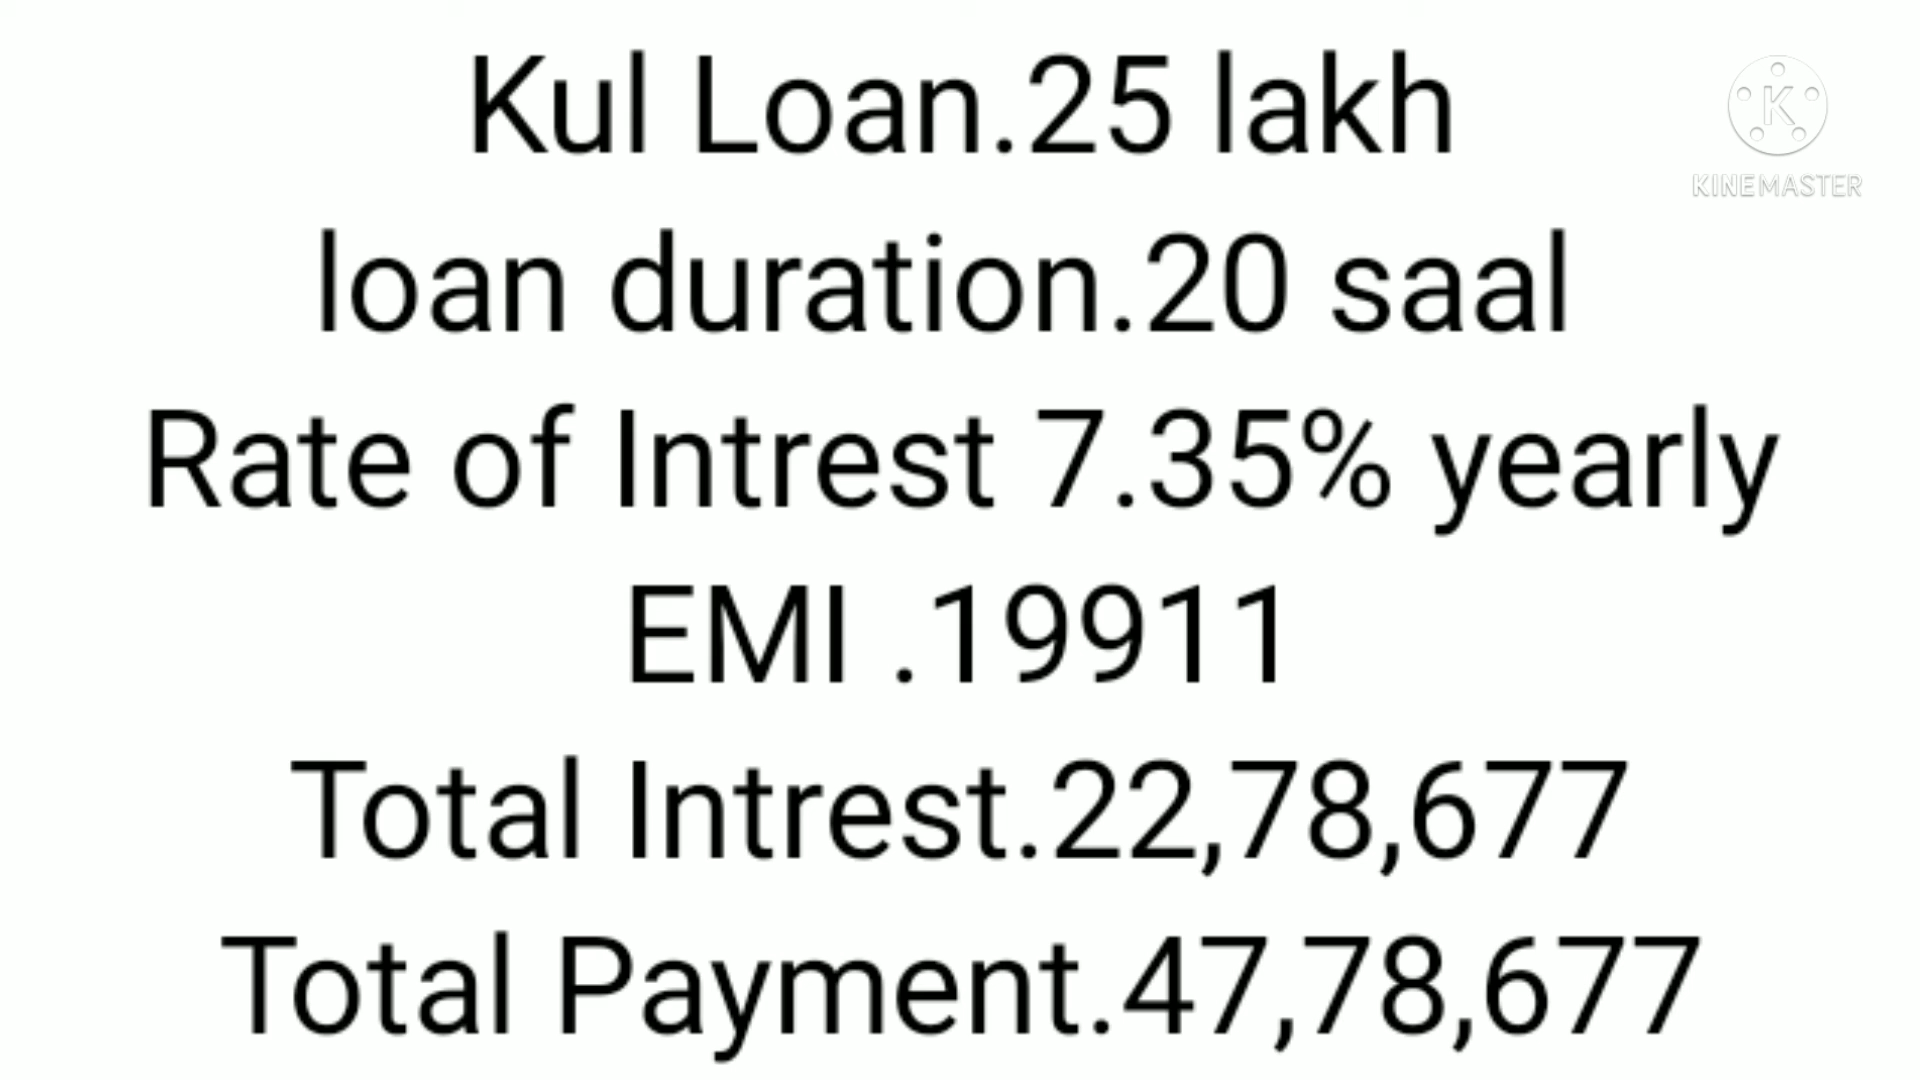 Kul Loan.25 lakh
K
KINEMASTER
loan duration.20 saal
Rate of Intrest 7.35% yearly
EMI .19911
Total Intrest.22,78,677
Total Payment.47,78,677